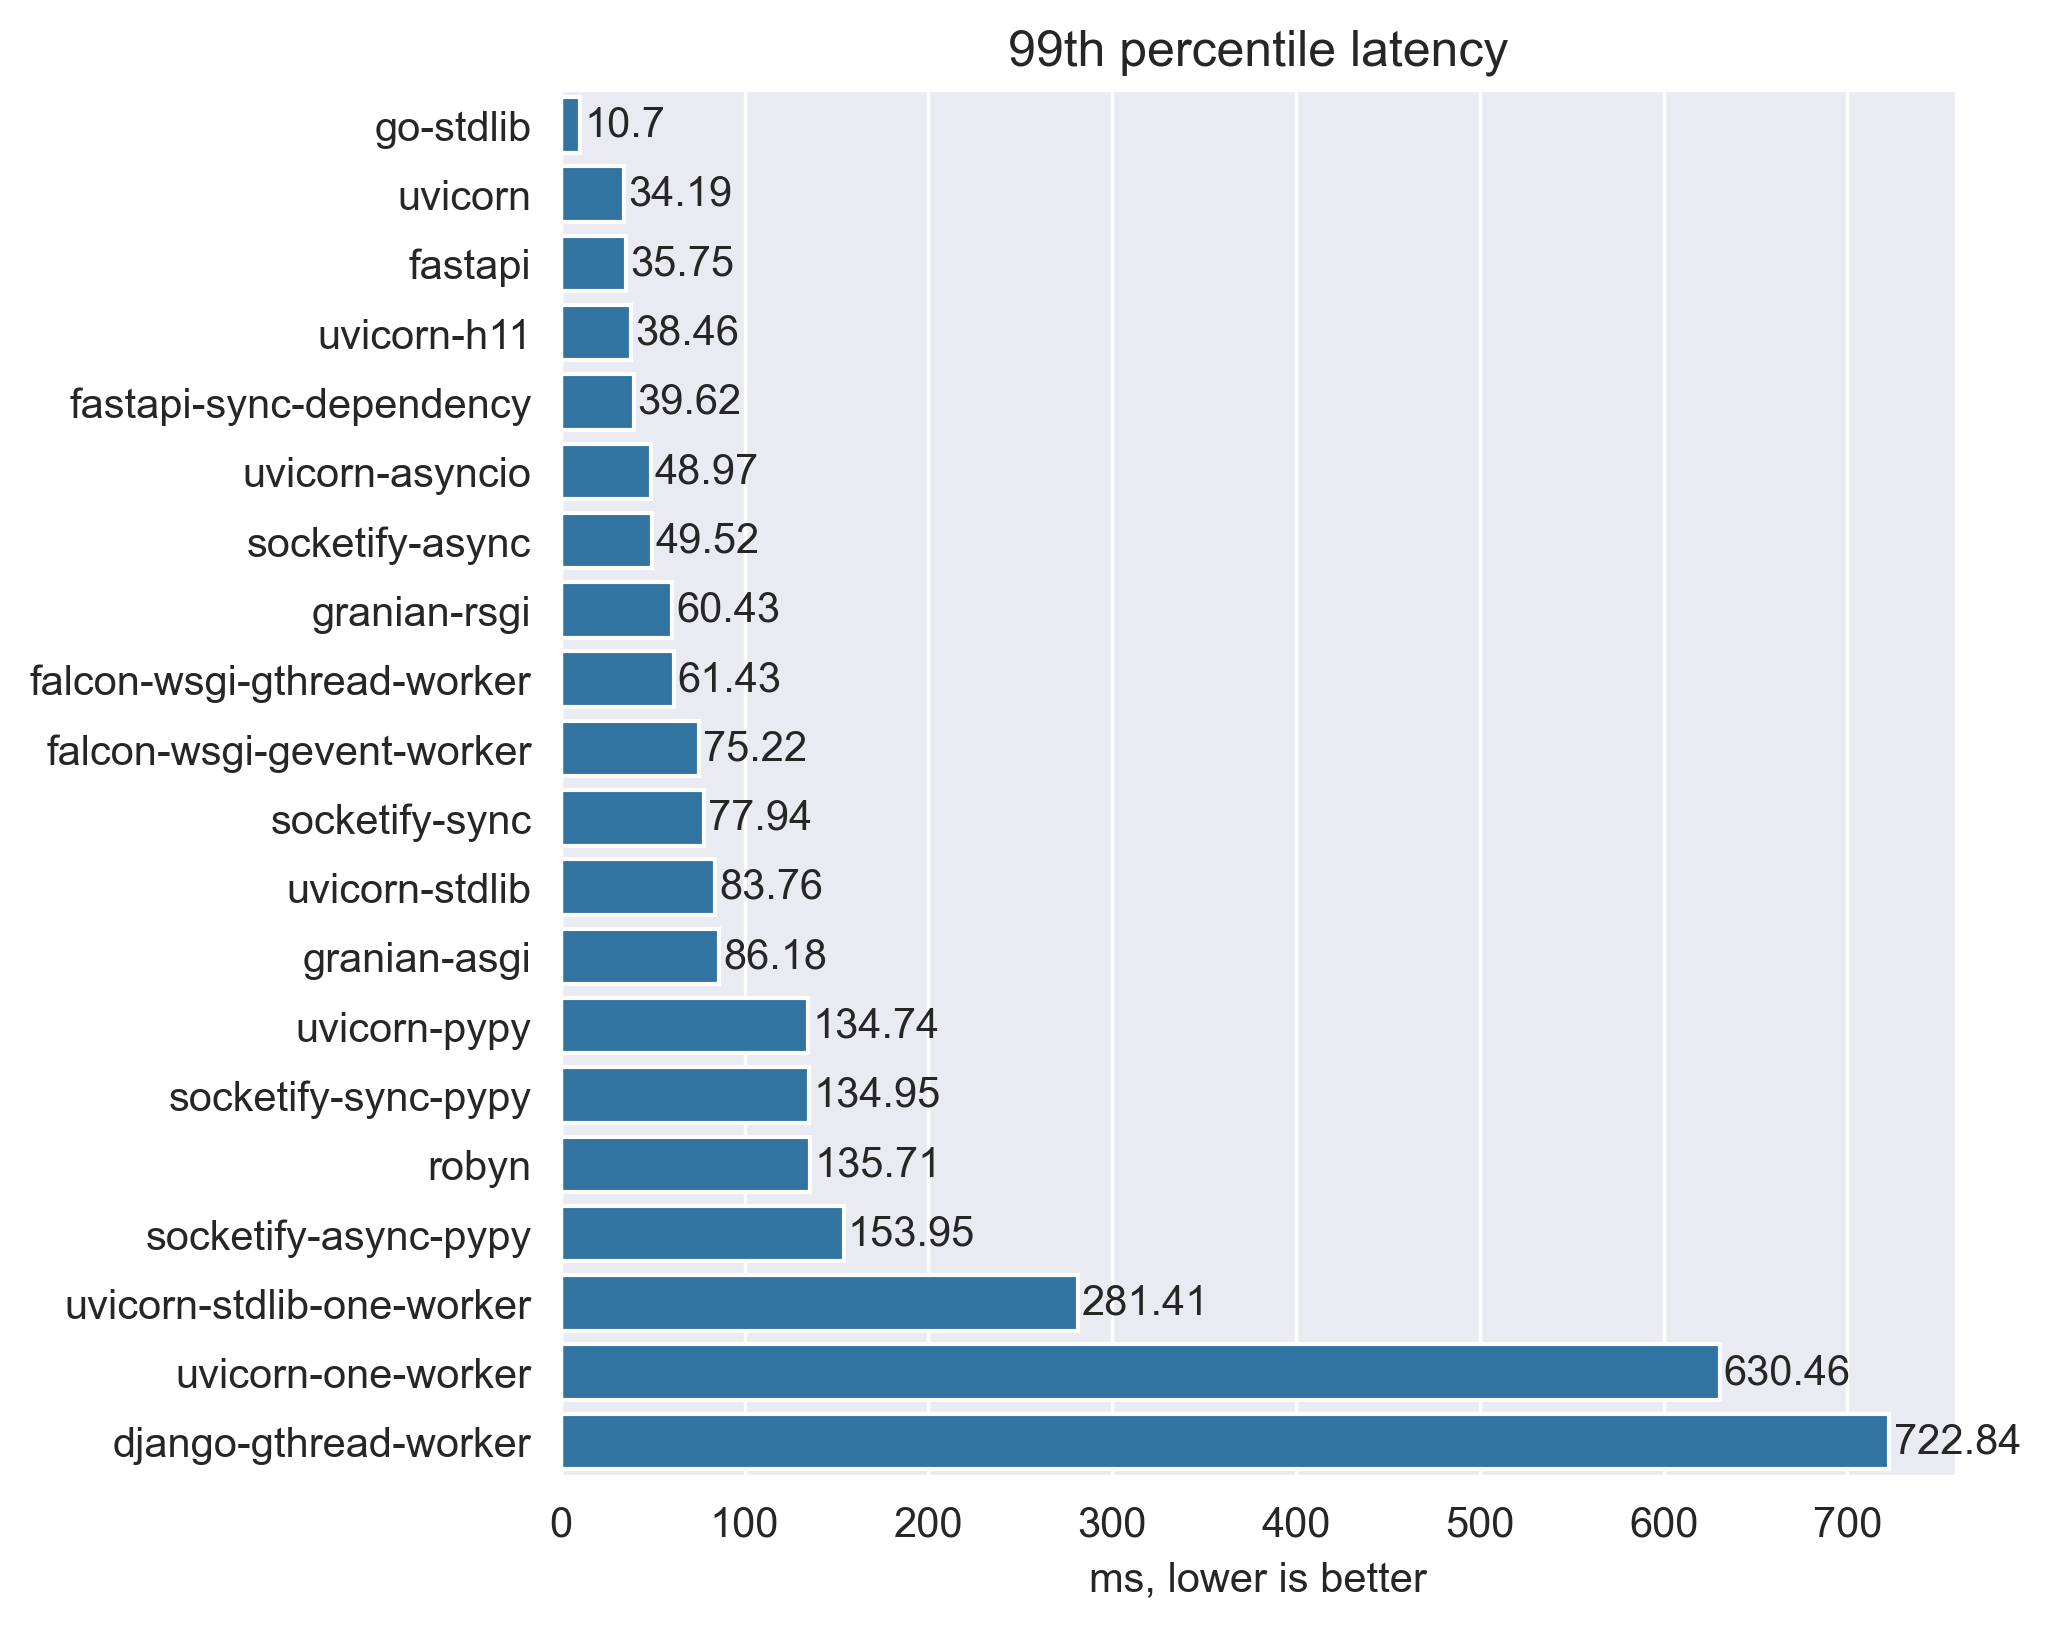 99th percentile latency
go-stdlib 10.7
uvicorn 34.19
fastapi 35.75
uvicorn-h11 38.46
fastapi-sync-dependency 39.62
uvicorn-asyncio 48.97
socketify-async 49.52
granian-rsgi 60.43
falcon-wsgi-gthread-worker 61.43
falcon-wsgi-gevent-worker 75.22
socketify-sync 77.94
uvicorn-stdlib 83.76
granian-asgi 86.18
uvicorn-pypy 134.74
socketify-sync-pypy 134.95
robyn 135.71
socketify-async-pypy 153.95
uvicorn-stdlib-one-worker 281.41
uvicorn-one-worker 630.46
django-gthread-worker 722.84
0 100 200 300 400 500 600 700
ms, lower is better